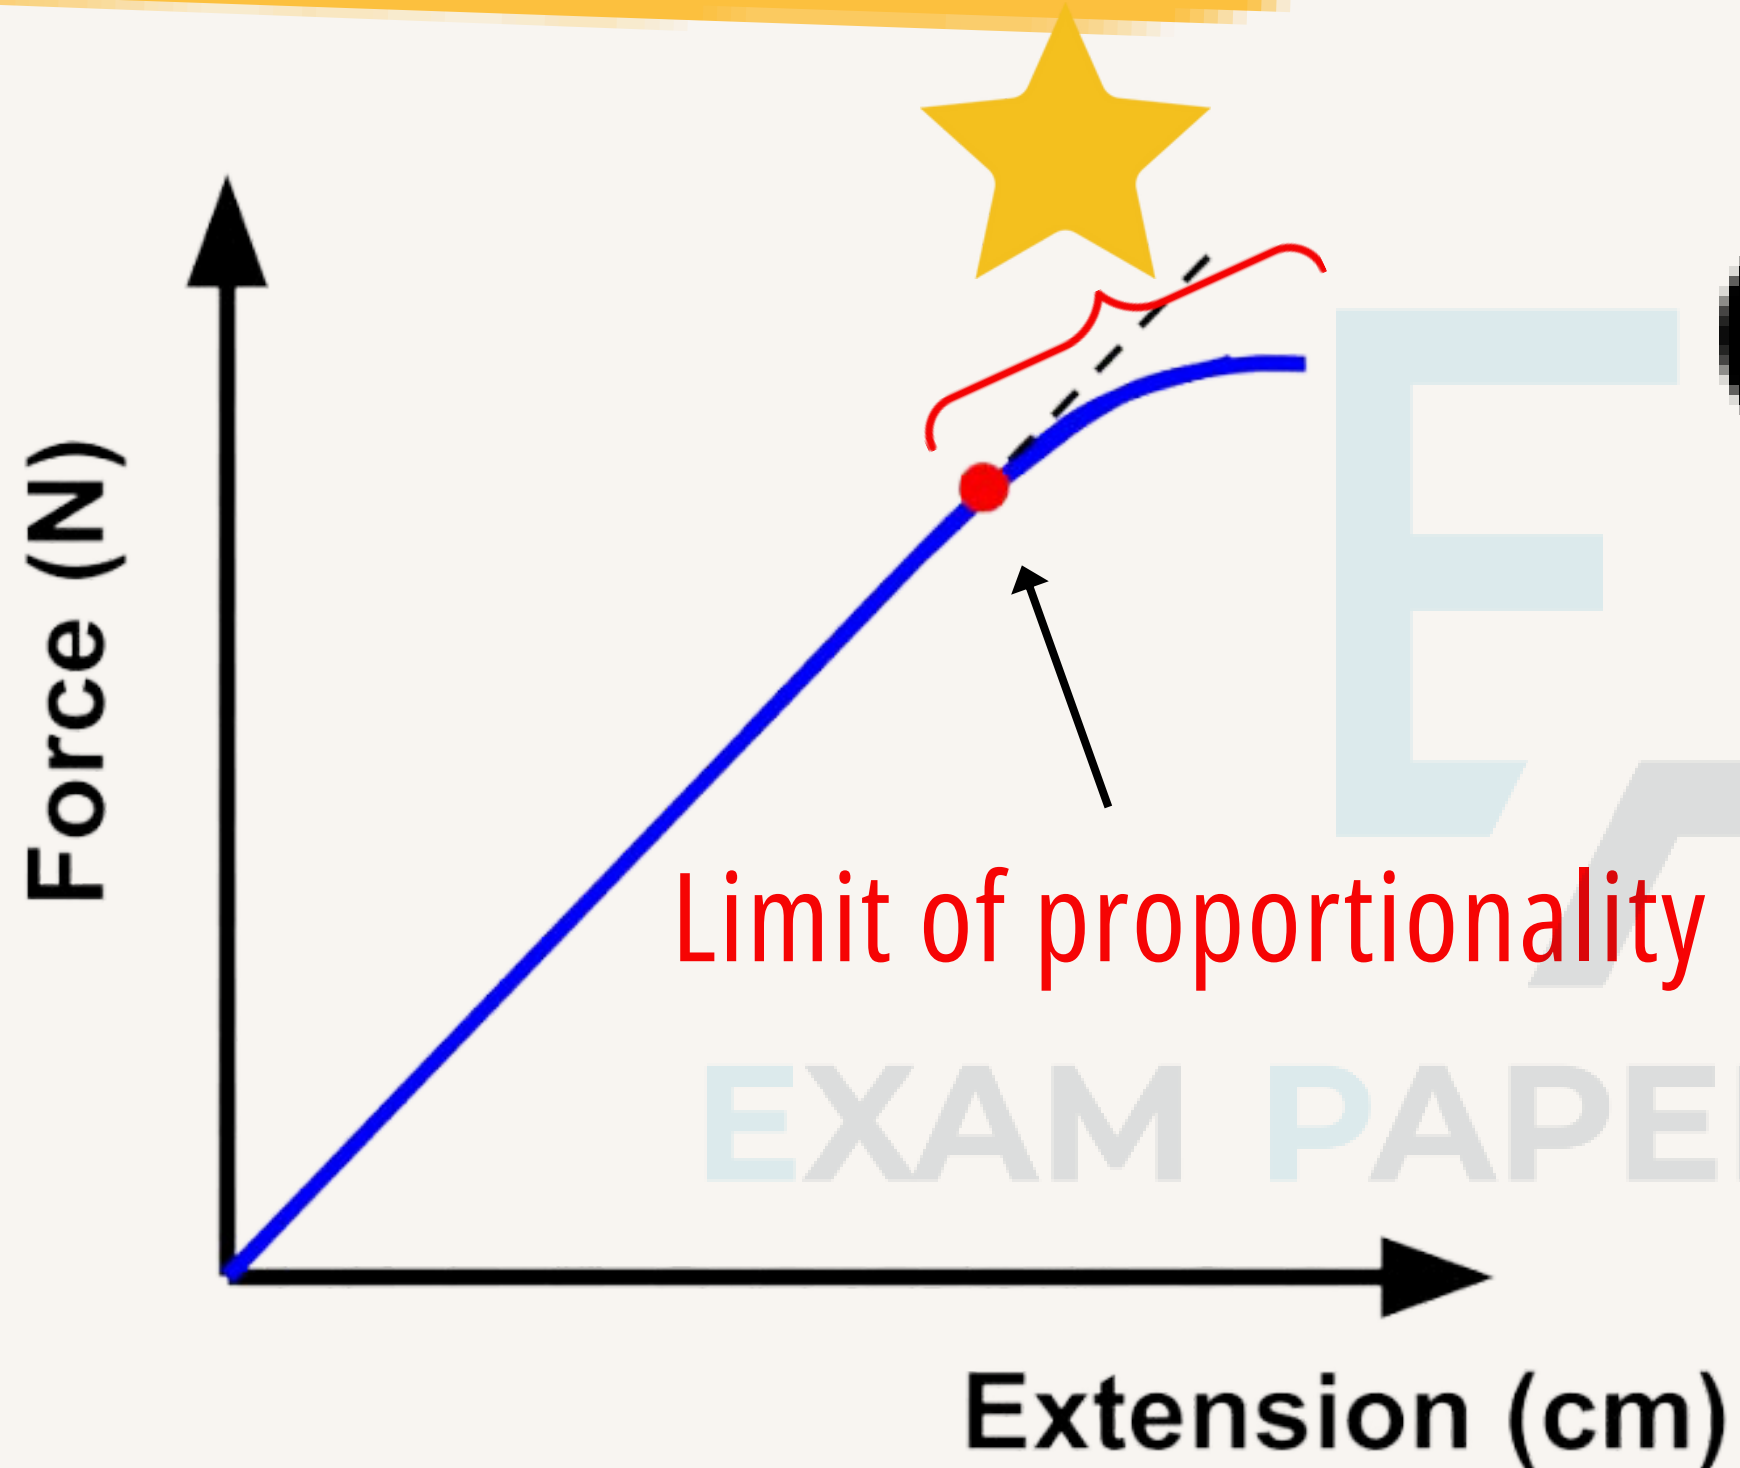 Force (N)
Limit of proportionality
EXAM PAPE
Extension (cm)